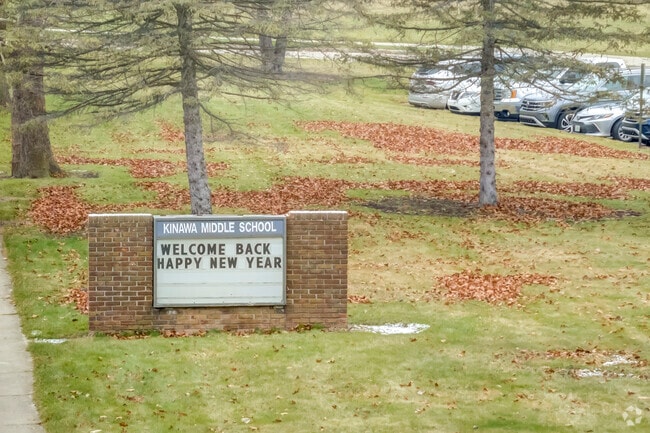 KINAWA MIDDLE SCHOOL
WELCOME BACK
HAPPY NEW YEAR